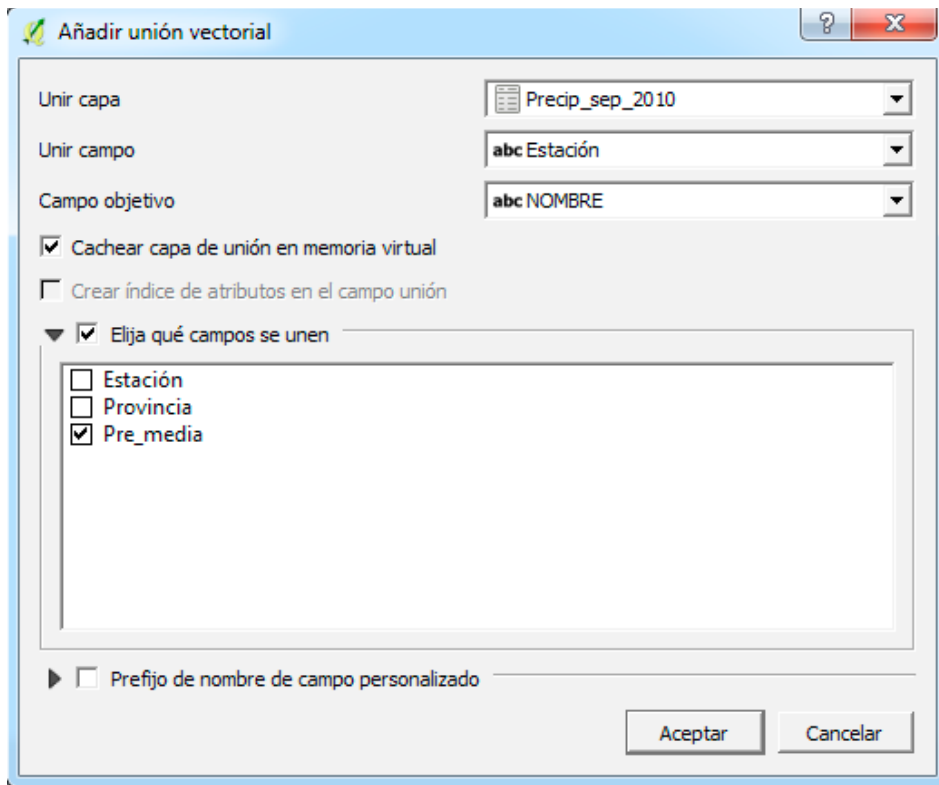 Añadir unión vectorial
Unir capa Precip_sep_2010
Unir campo abc Estación
Campo objetivo abc NOMBRE
Cachear capa de unión en memoria virtual
Crear índice de atributos en el campo unión
Elija qué campos se unen
Estación
Provincia
Pre_media
Prefijo de nombre de campo personalizado
Aceptar Cancelar